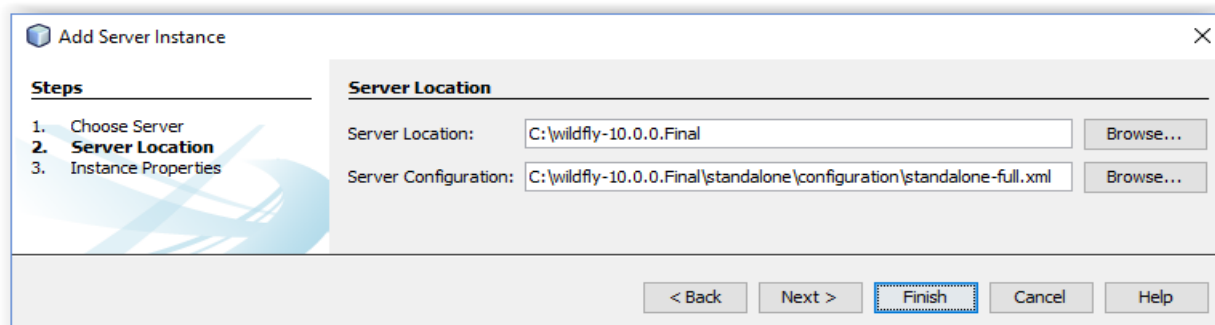 Add Server Instance
Steps
1. Choose Server
2. Server Location
3. Instance Properties
Server Location
Server Location: C:\wildfly-10.0.0.Final Browse...
Server Configuration: C:\wildfly-10.0.0.Final\standalone\configuration\standalone-full.xml Browse...
< Back Next > Finish Cancel Help